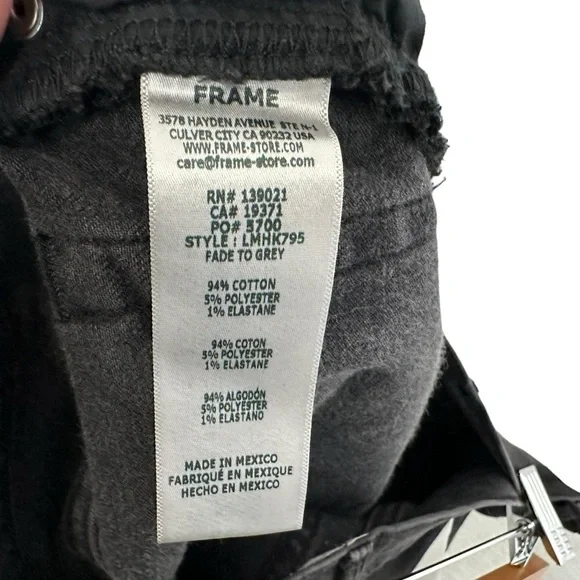 FRAME
3578 HAYDEN AVENUE STE N-1
CULVER CITY CA 90232 USA
WWW.FRAME-STORE.COM
care@frame-store.com
RN# 139021
CA# 19371
PO# 5700
STYLE : LMHK795
FADE TO GREY
94% COTTON
5% POLYESTER
1% ELASTANE
94% COTON
5% POLYESTER
1% ELASTANE
94% ALGODÓN
5% POLYESTER
1% ELASTANO
MADE IN MEXICO
FABRIQUÉ EN MEXIQUE
HECHO EN MEXICO